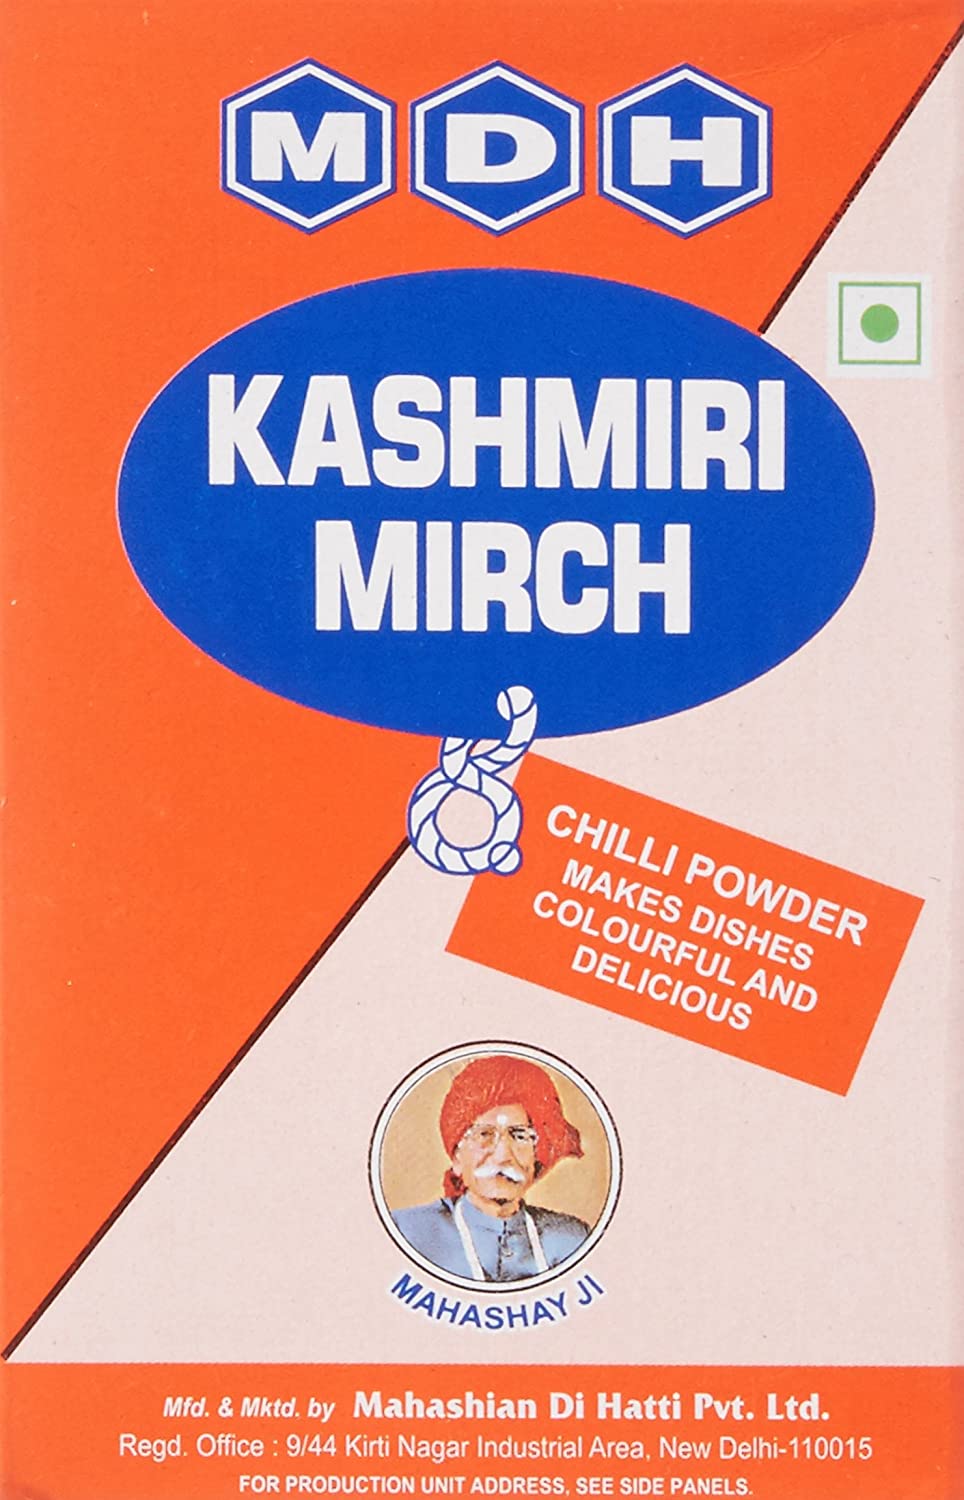 MDH
KASHMIRI
MIRCH
CHILLI POWDER
MAKES DISHES
COLOURFUL AND
DELICIOUS
MAHASHAY JI
Mfd. & Mktd. by Mahashian Di Hatti Pvt. Ltd.
Regd. Office : 9/44 Kirti Nagar Industrial Area, New Delhi-110015
FOR PRODUCTION UNIT ADDRESS, SEE SIDE PANELS.